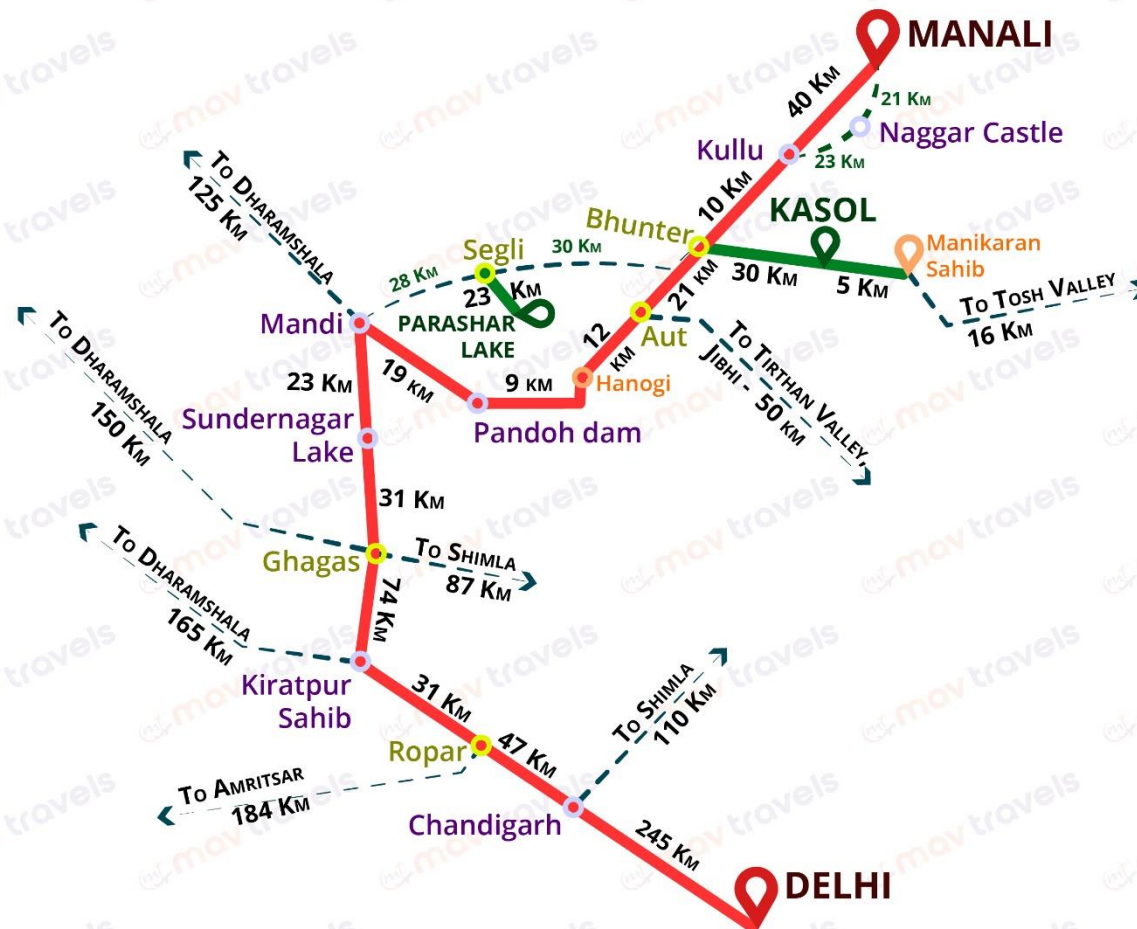 MANALI
40 KM
21 KM
Naggar Castle
Kullu
23 KM
10 KM
To Dharamshala
125 KM
KASOL
Bhunter
Segli
30 KM
Manikaran
Sahib
28 KM
30 KM
5 KM
23 KM
21 KM
To Tosh Valley
16 KM
PARASHAR
LAKE
Mandi
Aut
12
KM
To Tirthan Valley,
Jibhi - 50 KM
To Dharamshala
150 KM
23 KM
19 KM
9 KM
Hanogi
Sundernagar
Lake
Pandoh dam
31 KM
To Dharamshala
165 KM
Ghagas
To Shimla
87 KM
74 KM
Kiratpur
Sahib
31 KM
To Shimla
110 KM
Ropar
47 KM
To Amritsar
184 KM
Chandigarh
245 KM
DELHI
mav travels